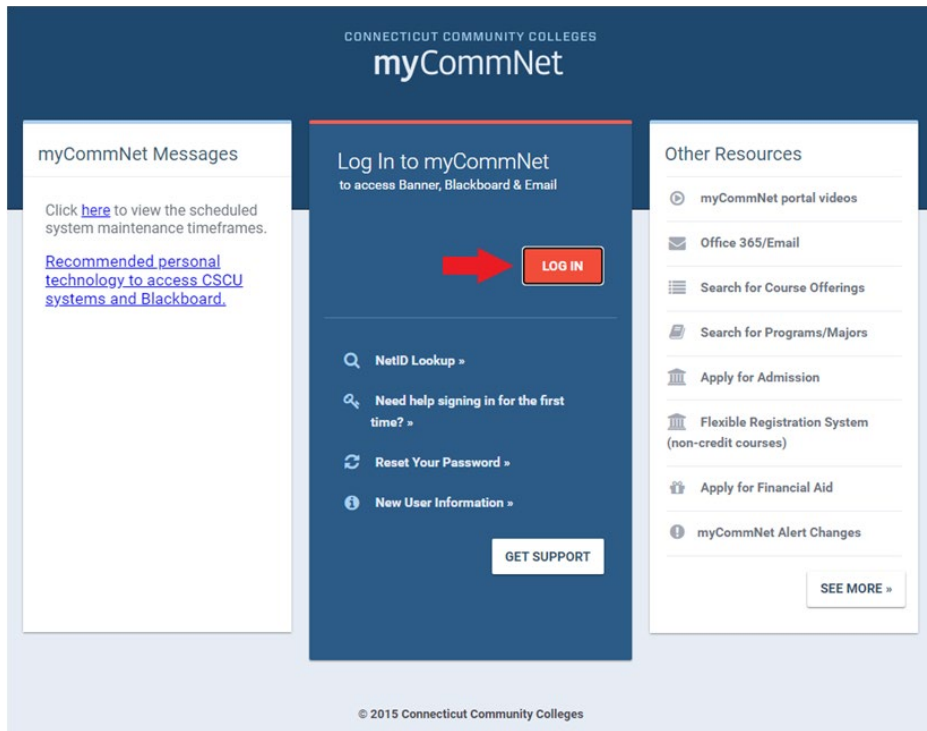 CONNECTICUT COMMUNITY COLLEGES
myCommNet
myCommNet Messages
Click here to view the scheduled
system maintenance timeframes.
Recommended personal
technology to access CSCU
systems and Blackboard.
Log In to myCommNet
to access Banner, Blackboard & Email
LOG IN
NetID Lookup »
Need help signing in for the first
time? »
Reset Your Password »
New User Information »
GET SUPPORT
Other Resources
myCommNet portal videos
Office 365/Email
Search for Course Offerings
Search for Programs/Majors
Apply for Admission
Flexible Registration System
(non-credit courses)
Apply for Financial Aid
myCommNet Alert Changes
SEE MORE »
© 2015 Connecticut Community Colleges